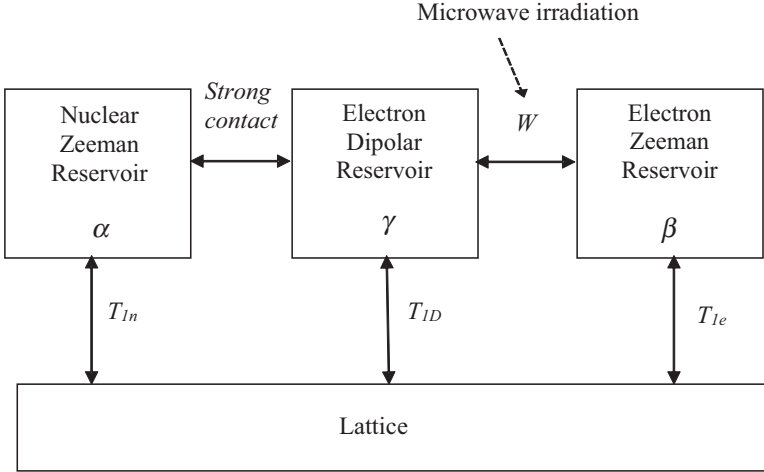 Microwave irradiation
Nuclear
Zeeman
Reservoir
α
Strong
contact
Electron
Dipolar
Reservoir
γ
W
Electron
Zeeman
Reservoir
β
T1n
T1D
T1e
Lattice